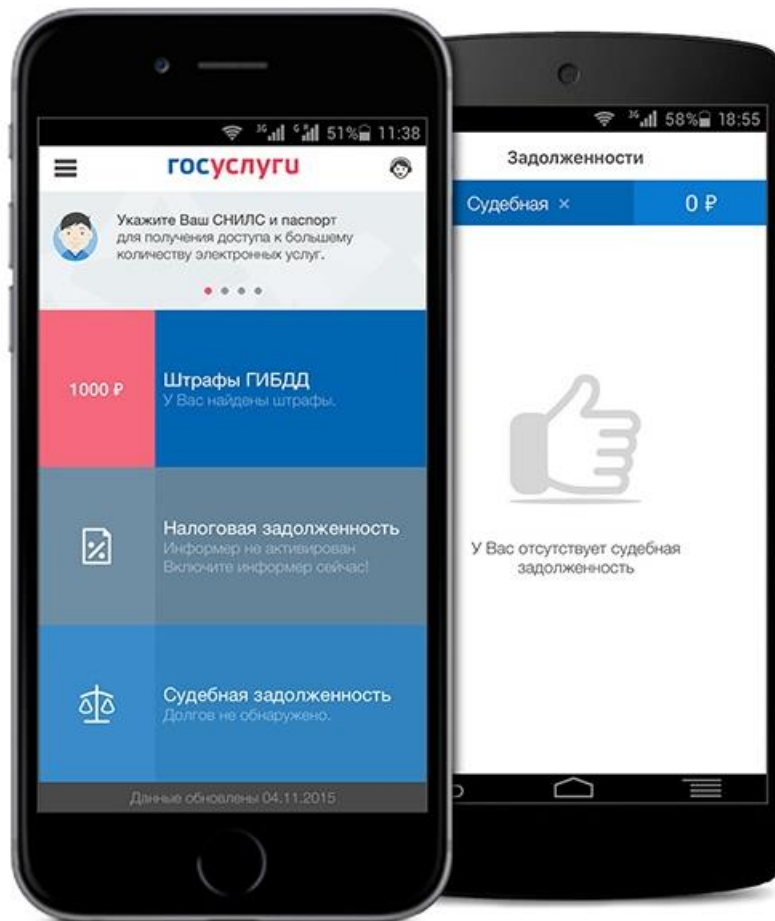 3G G 51% 11:38
госуслуги
Укажите Ваш СНИЛС и паспорт
для получения доступа к большему
количеству электронных услуг.
1000 ₽
Штрафы ГИБДД
У Вас найдены штрафы.
Налоговая задолженность
Информер не активирован
Включите информер сейчас!
Судебная задолженность
Долгов не обнаружено.
Данные обновлены 04.11.2015
3G 58% 18:55
Задолженности
Судебная × 0 ₽
У Вас отсутствует судебная
задолженность